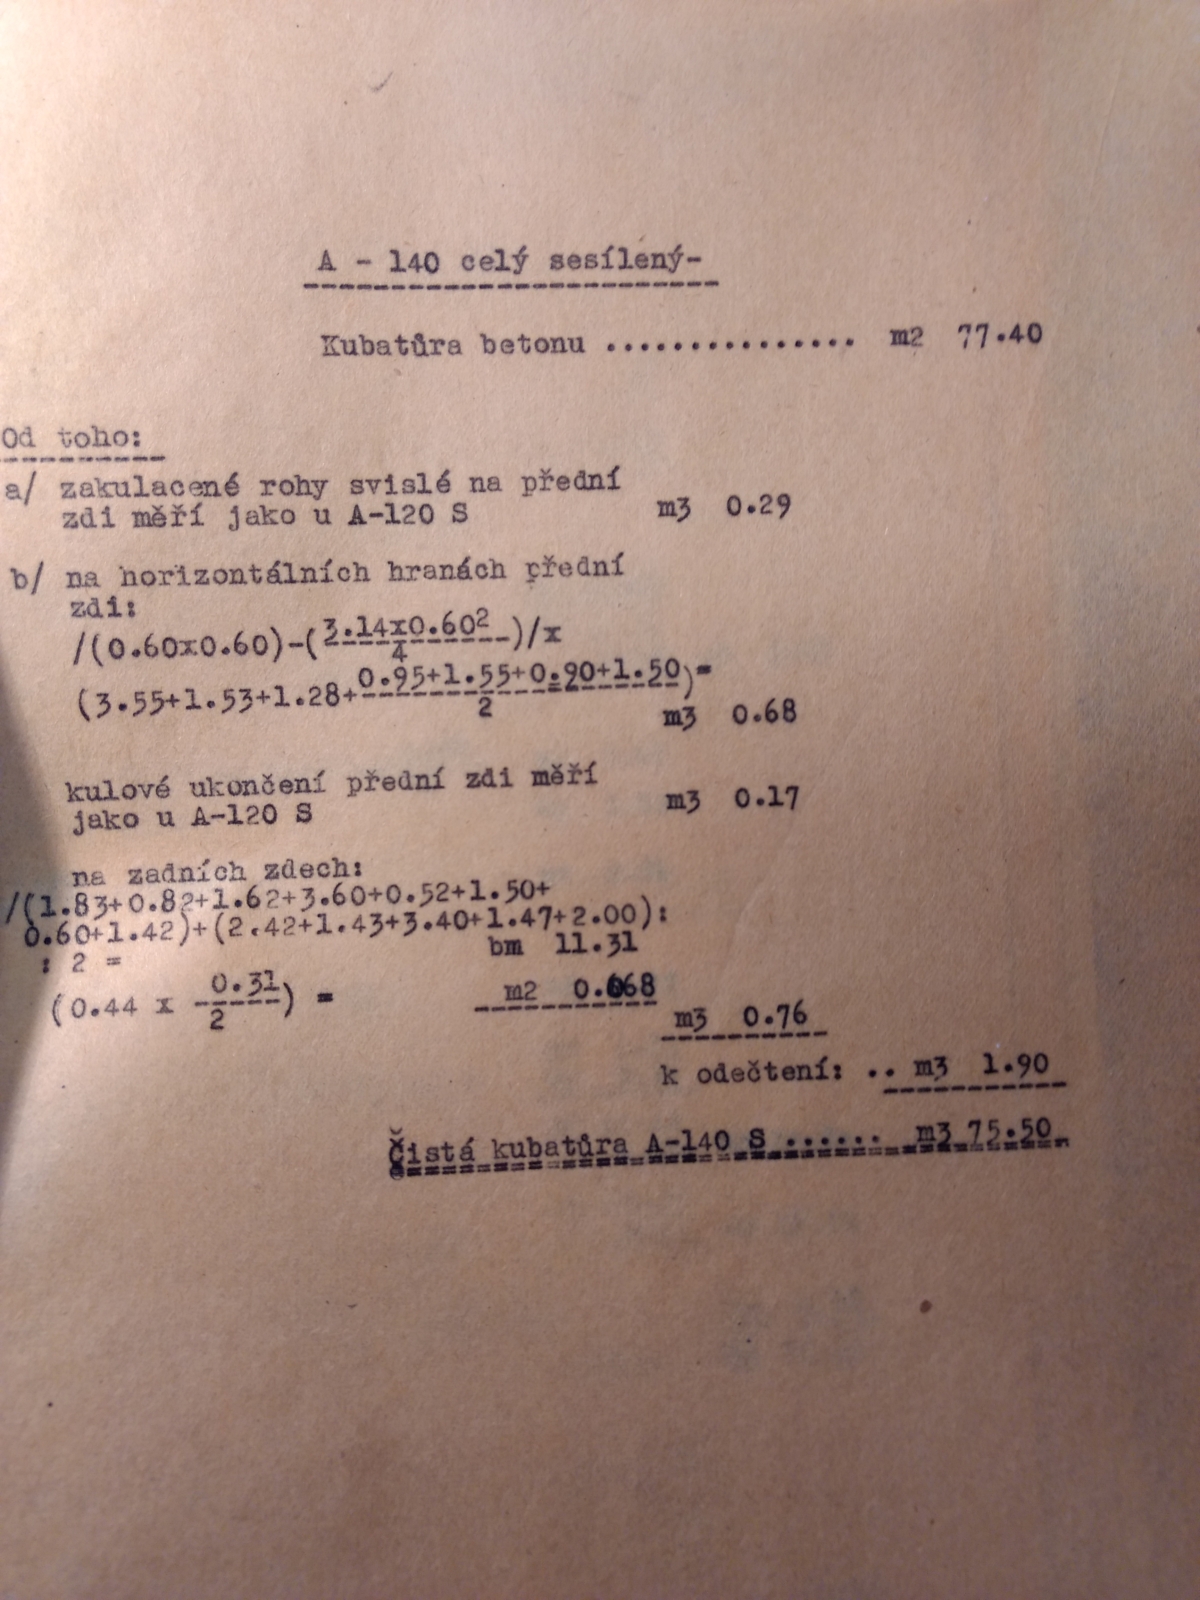 A - 140 celý sesílený-
Kubatůra betonu ............... m2 77.40
Od toho:
a/ zakulacené rohy svislé na přední
zdi měří jako u A-120 S m3 0.29
b/ na horizontálních hranách přední
zdi:
/(0.60x0.60)-(3.14x0.60²/4)/x
(3.55+1.53+1.28+0.95+1.55+0.90+1.50/2)=
m3 0.68
kulové ukončení přední zdi měří
jako u A-120 S m3 0.17
na zadních zdech:
/(1.83+0.82+1.62+3.60+0.52+1.50+
0.60+1.42)+(2.42+1.43+3.40+1.47+2.00):
: 2 = bm 11.31
(0.44 x 0.31/2) = m2 0.068
m3 0.76
k odečtení: .. m3 1.90
Čistá kubatůra A-140 S ...... m3 75.50